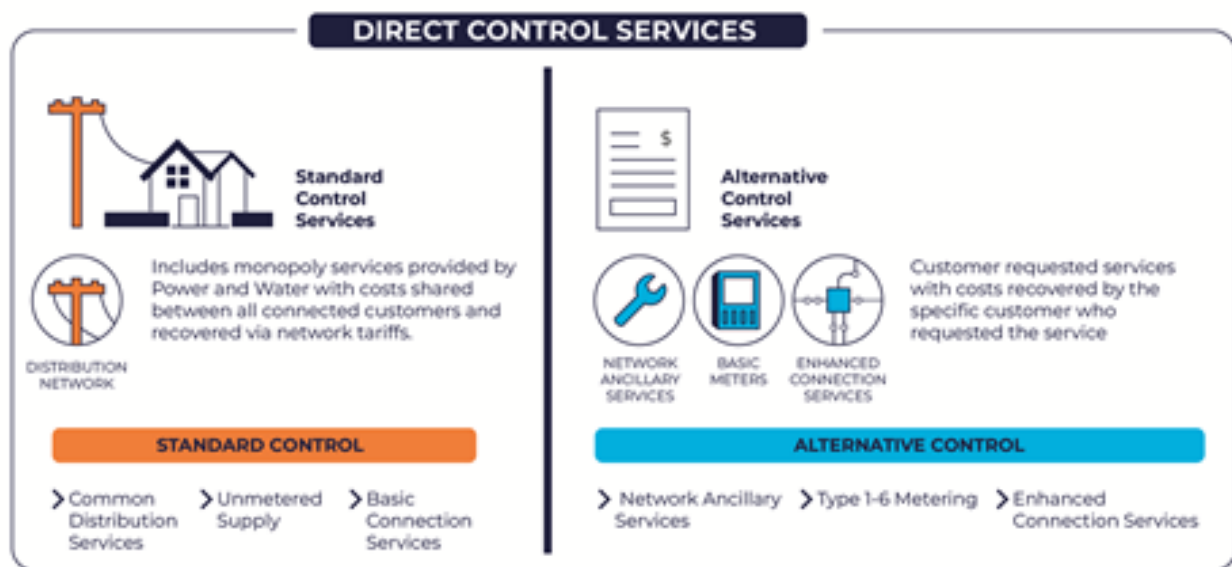 DIRECT CONTROL SERVICES
Standard
Control
Services
Includes monopoly services provided by
Power and Water with costs shared
between all connected customers and
recovered via network tariffs.
DISTRIBUTION
NETWORK
STANDARD CONTROL
Common
Distribution
Services
Unmetered
Supply
Basic
Connection
Services
$
Alternative
Control
Services
NETWORK
ANCILLARY
SERVICES
BASIC
METERS
ENHANCED
CONNECTION
SERVICES
Customer requested services
with costs recovered by the
specific customer who
requested the service
ALTERNATIVE CONTROL
Network Ancillary
Services
Type 1-6 Metering
Enhanced
Connection Services